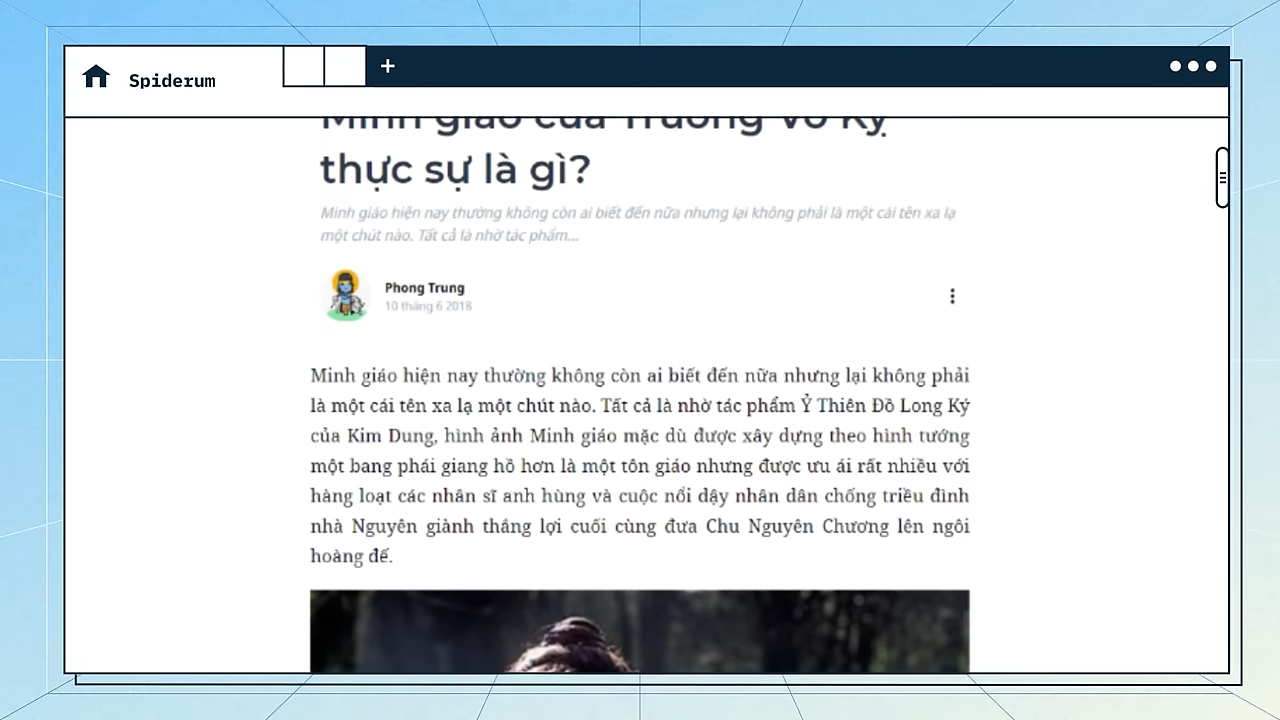 Spiderum
Minh giáo của Trương Vô Kỵ
thực sự là gì?
Minh giáo hiện nay thường không còn ai biết đến nữa nhưng lại không phải là một cái tên xa lạ
một chút nào. Tất cả là nhờ tác phẩm...
Phong Trung
10 tháng 6 2018
Minh giáo hiện nay thường không còn ai biết đến nữa nhưng lại không phải
là một cái tên xa lạ một chút nào. Tất cả là nhờ tác phẩm Ỷ Thiên Đồ Long Ký
của Kim Dung, hình ảnh Minh giáo mặc dù được xây dựng theo hình tướng
một bang phái giang hồ hơn là một tôn giáo nhưng được ưu ái rất nhiều với
hàng loạt các nhân sĩ anh hùng và cuộc nổi dậy nhân dân chống triều đình
nhà Nguyên giành thắng lợi cuối cùng đưa Chu Nguyên Chương lên ngôi
hoàng đế.